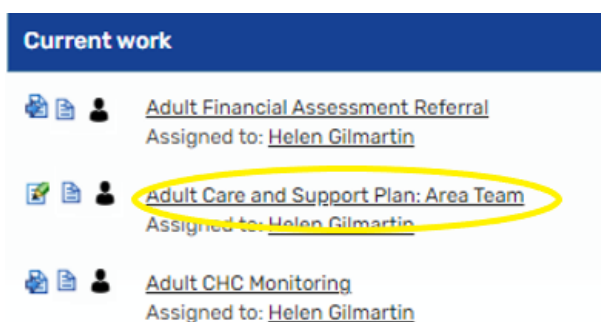 Current work
Adult Financial Assessment Referral
Assigned to: Helen Gilmartin
Adult Care and Support Plan: Area Team
Assigned to: Helen Gilmartin
Adult CHC Monitoring
Assigned to: Helen Gilmartin